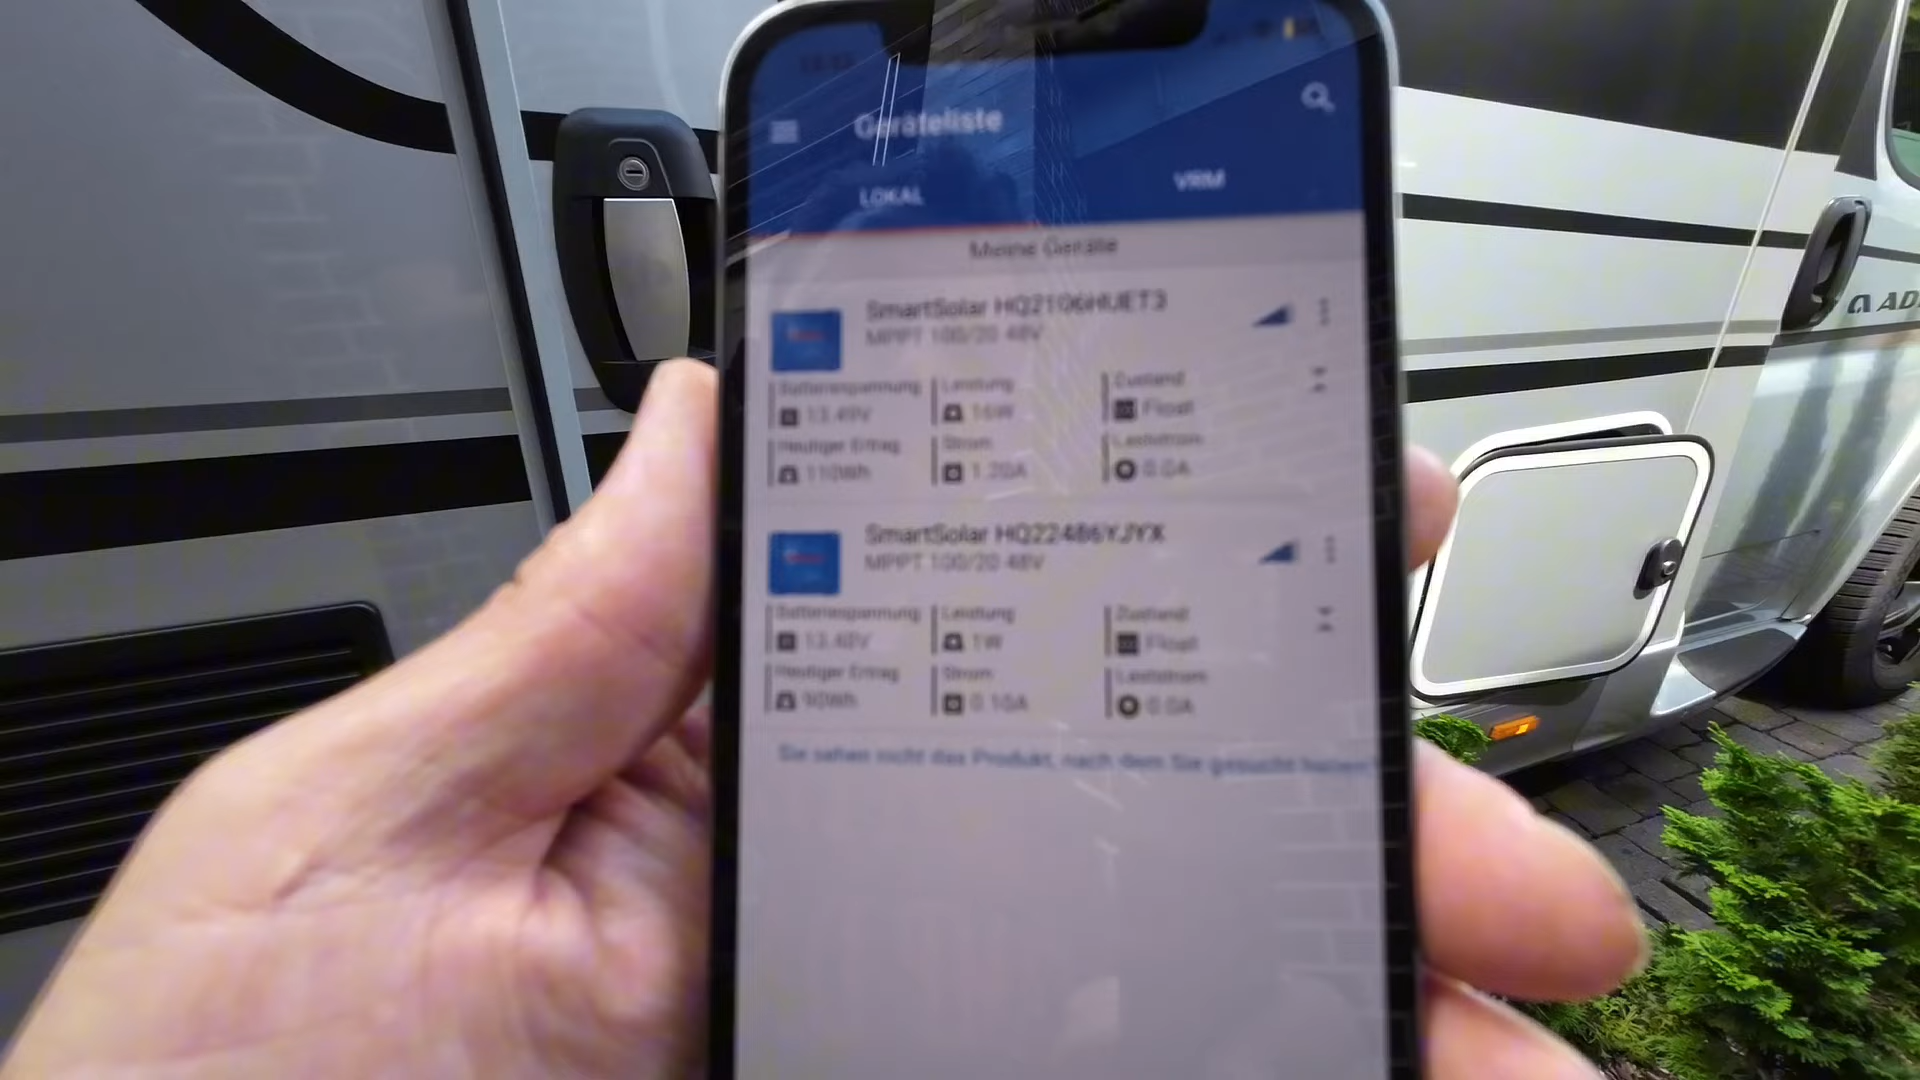 Geräteliste
LOKAL
VRM
Meine Geräte
SmartSolar HQ2106HUET3
MPPT 100/20 48V
Batteriespannung
Leistung
Zustand
13.49V
16W
Float
Heutiger Ertrag
Strom
Laststrom
110Wh
1.20A
0.0A
SmartSolar HQ22486YJYX
MPPT 100/20 48V
Batteriespannung
Leistung
Zustand
13.48V
1W
Float
Heutiger Ertrag
Strom
Laststrom
90Wh
0.10A
0.0A
Sie sehen nicht das Produkt, nach dem Sie gesucht haben?
AD